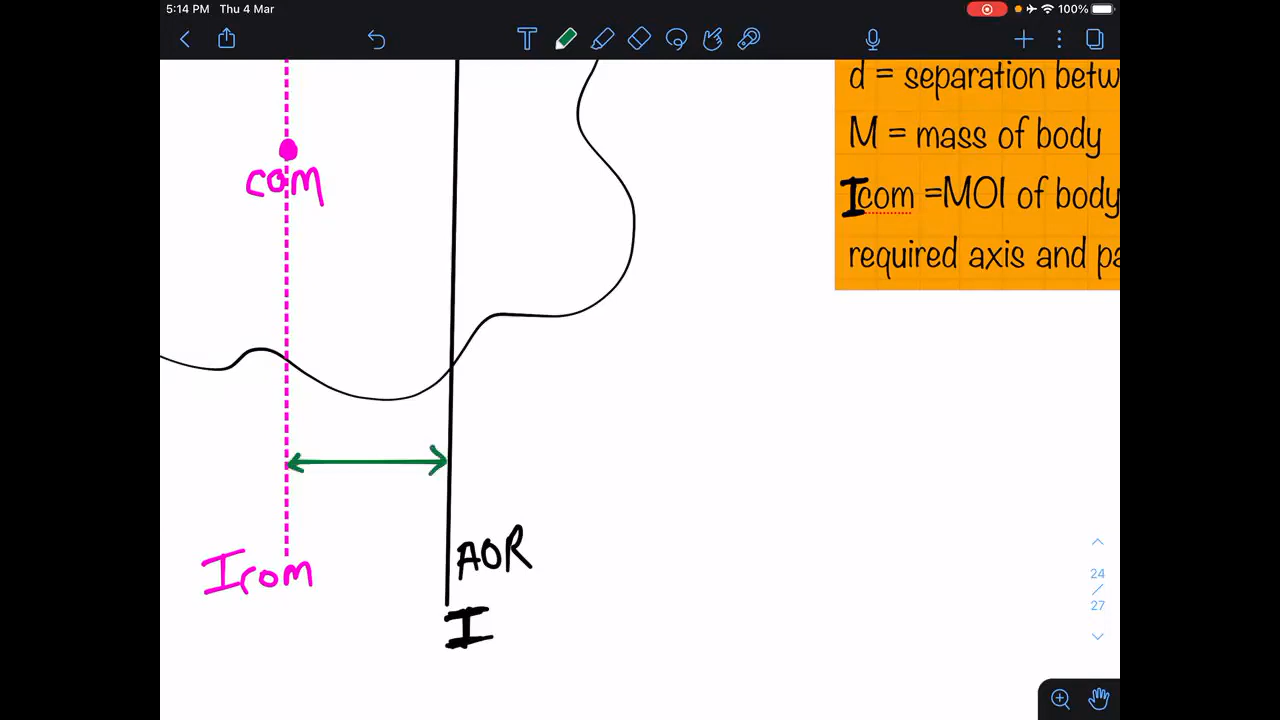 5:14 PM Thu 4 Mar
100%
T
d = separation betw
M = mass of body
Icom =MOI of body
required axis and pa
com
AOR
Icom
I
24
/
27